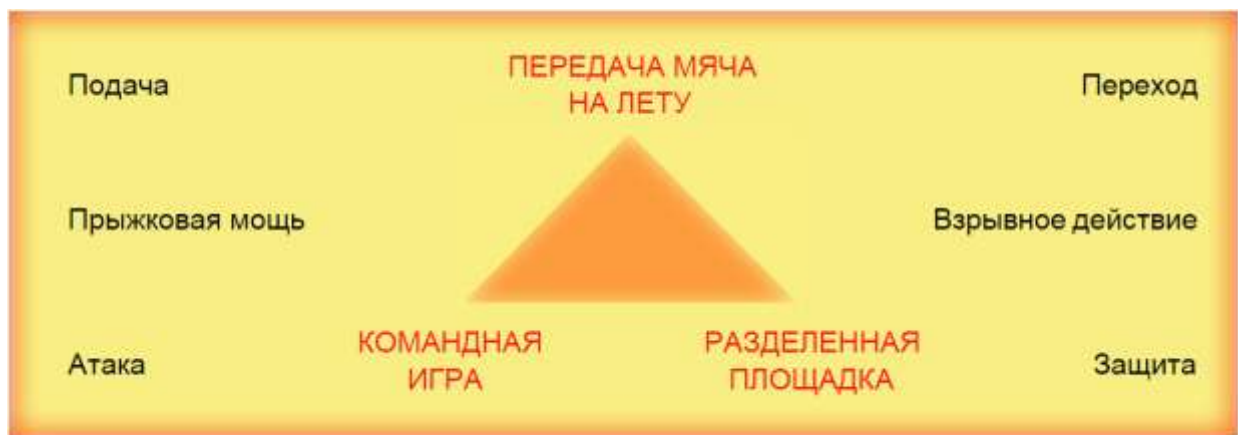 Подача
ПЕРЕДАЧА МЯЧА
НА ЛЕТУ
Переход
Прыжковая мощь
Взрывное действие
Атака
КОМАНДНАЯ
ИГРА
РАЗДЕЛЕННАЯ
ПЛОЩАДКА
Защита